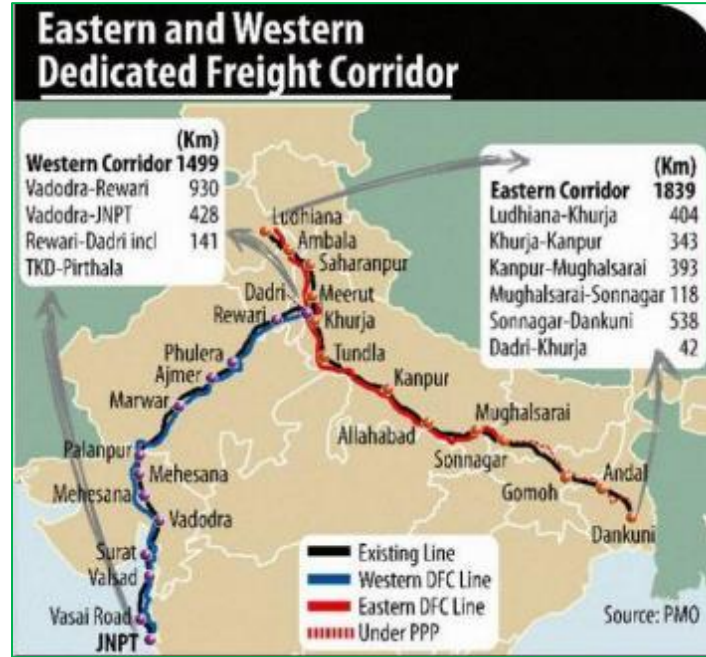 Eastern and Western
Dedicated Freight Corridor
(Km)
Western Corridor 1499
Vadodra-Rewari 930
Vadodra-JNPT 428
Rewari-Dadri incl 141
TKD-Pirthala
(Km)
Eastern Corridor 1839
Ludhiana-Khurja 404
Khurja-Kanpur 343
Kanpur-Mughalsarai 393
Mughalsarai-Sonnagar 118
Sonnagar-Dankuni 538
Dadri-Khurja 42
Ludhiana
Ambala
Saharanpur
Dadri
Meerut
Rewari
Khurja
Phulera
Tundla
Ajmer
Kanpur
Marwar
Mughalsarai
Allahabad
Palanpur
Sonnagar
Mehesana
Andal
Mehesana
Gomoh
Vadodra
Dankuni
Surat
Valsad
Vasai Road
JNPT
Existing Line
Western DFC Line
Eastern DFC Line
Under PPP
Source: PMO